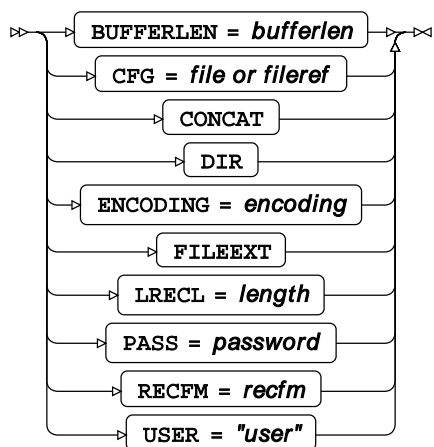 BUFFERLEN = bufferlen
CFG = file or fileref
CONCAT
DIR
ENCODING = encoding
FILEEXT
LRECL = length
PASS = password
RECFM = recfm
USER = "user"